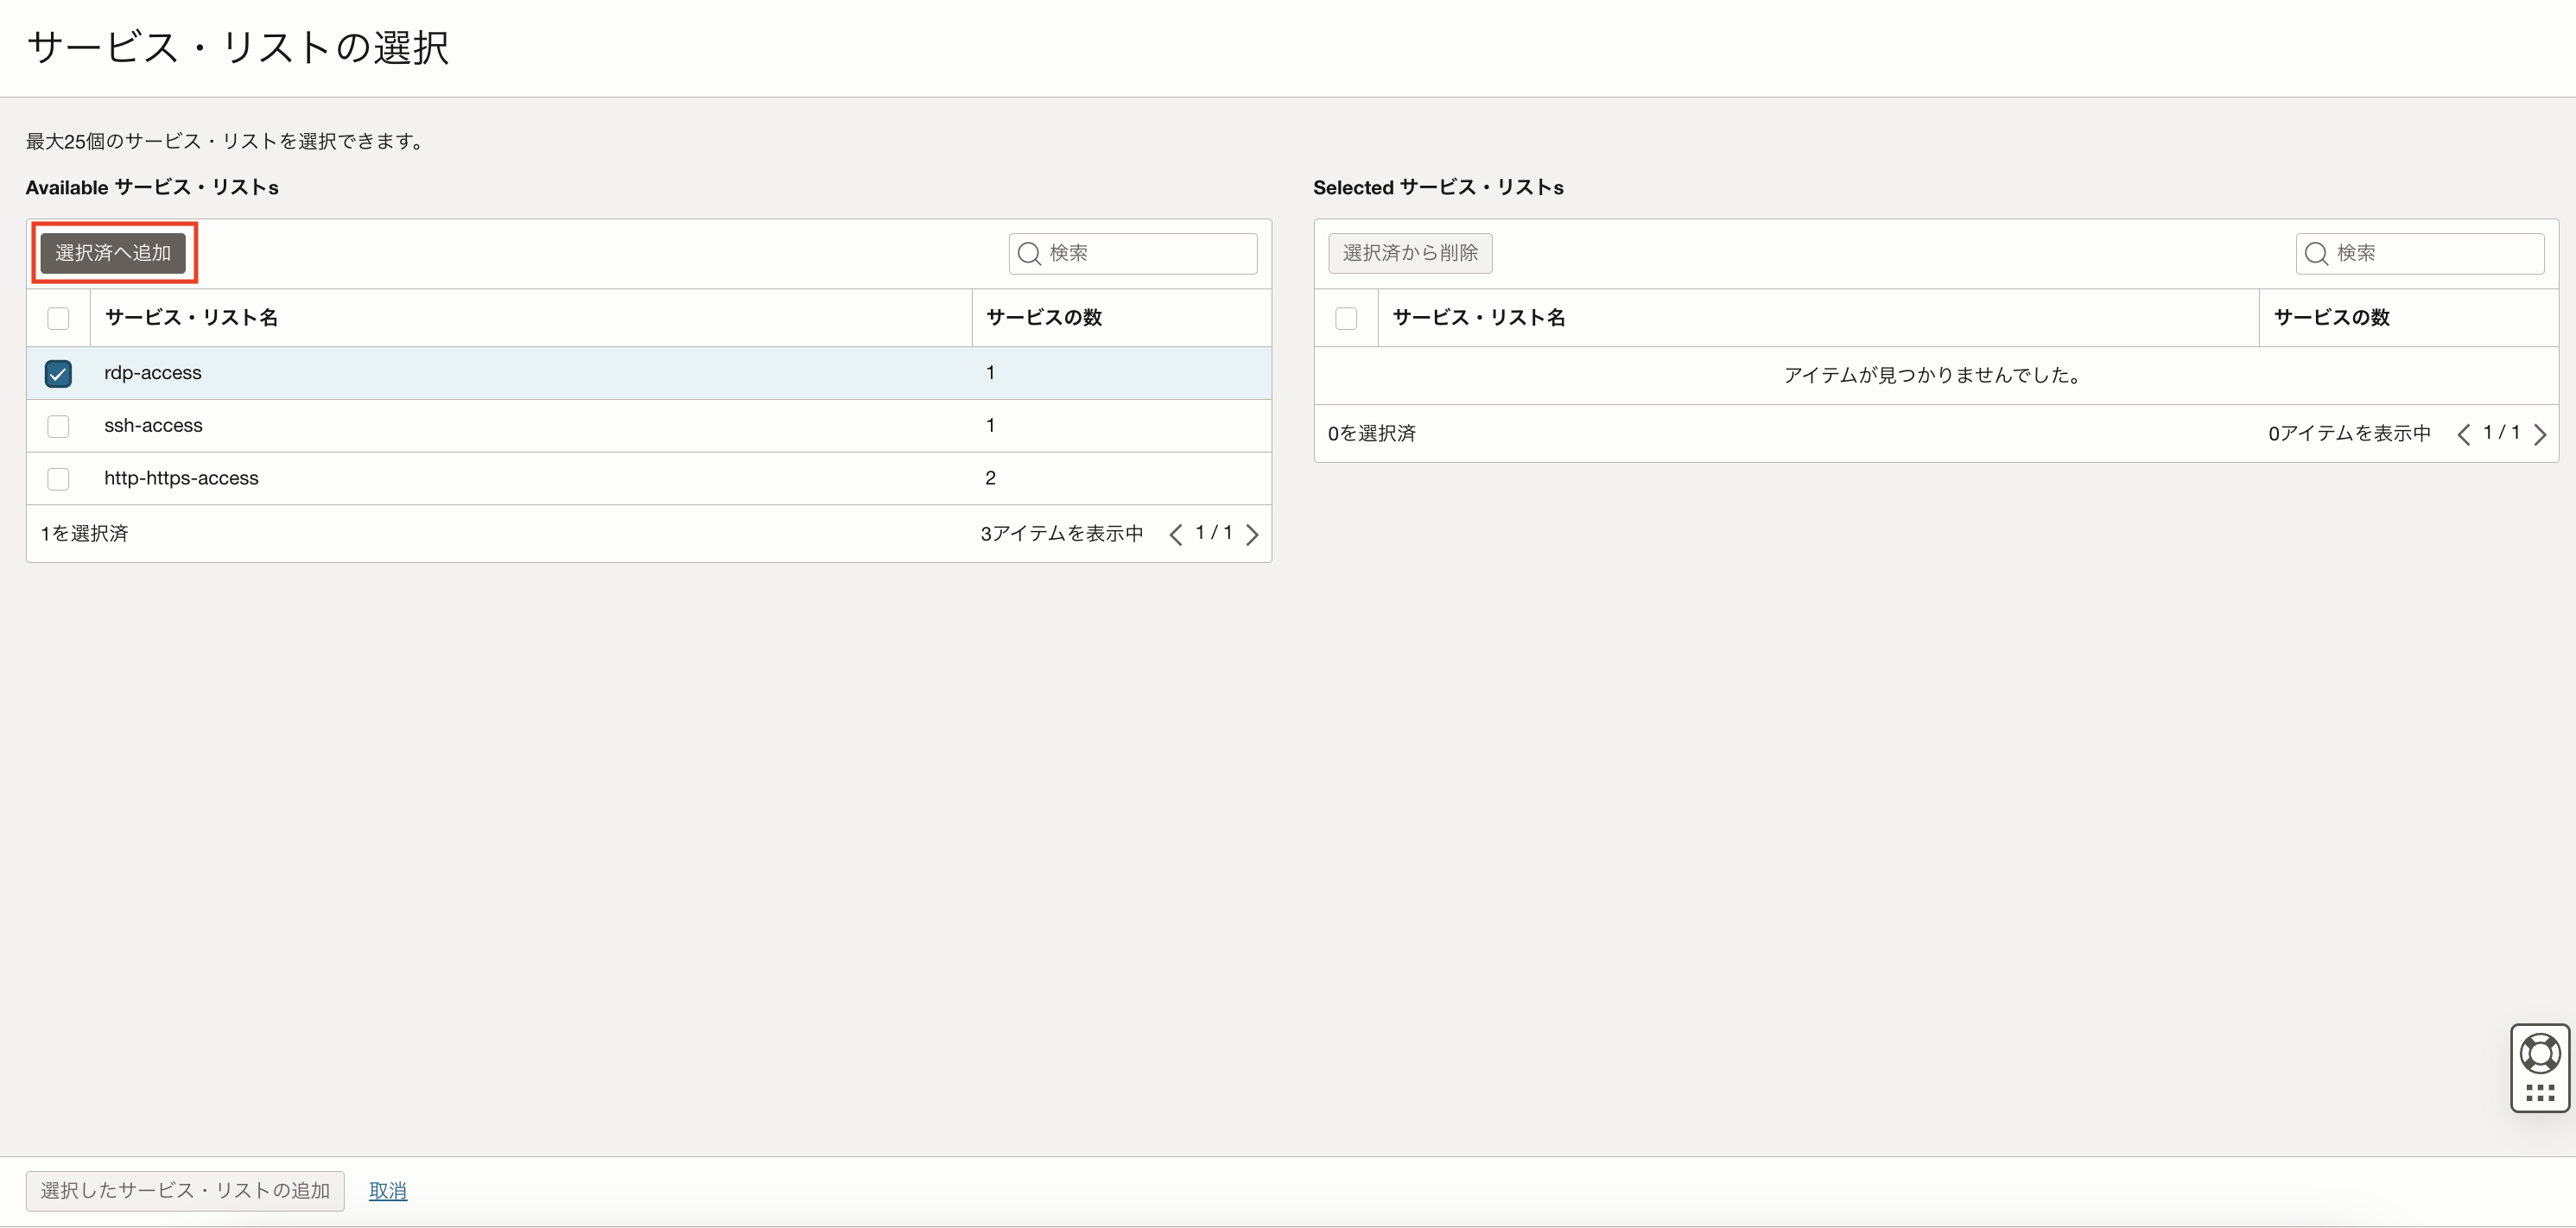 サービス・リストの選択
最大25個のサービス・リストを選択できます。
Available サービス・リストs
選択済へ追加
検索
サービス・リスト名 サービスの数
rdp-access 1
ssh-access 1
http-https-access 2
1を選択済 3アイテムを表示中 1 / 1
Selected サービス・リストs
選択済から削除
検索
サービス・リスト名 サービスの数
アイテムが見つかりませんでした。
0を選択済 0アイテムを表示中 1 / 1
選択したサービス・リストの追加 取消